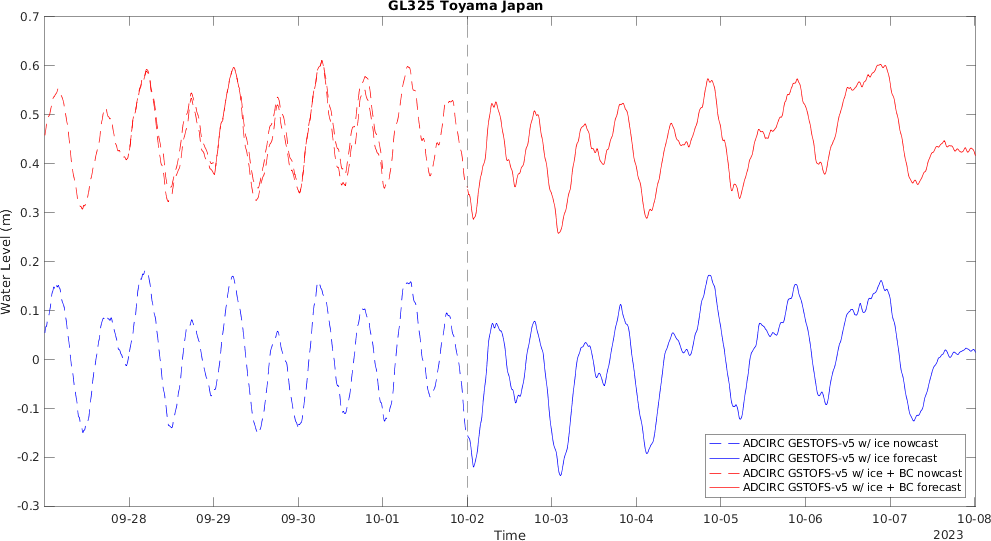 GL325 Toyama Japan
0.7
0.6
0.5
0.4
0.3
0.2
0.1
0
-0.1
-0.2
-0.3
Water Level (m)
ADCIRC GESTOFS-v5 w/ ice nowcast
ADCIRC GESTOFS-v5 w/ ice forecast
ADCIRC GSTOFS-v5 w/ ice + BC nowcast
ADCIRC GSTOFS-v5 w/ ice + BC forecast
09-28 09-29 09-30 10-01 10-02 10-03 10-04 10-05 10-06 10-07 10-08
Time
2023